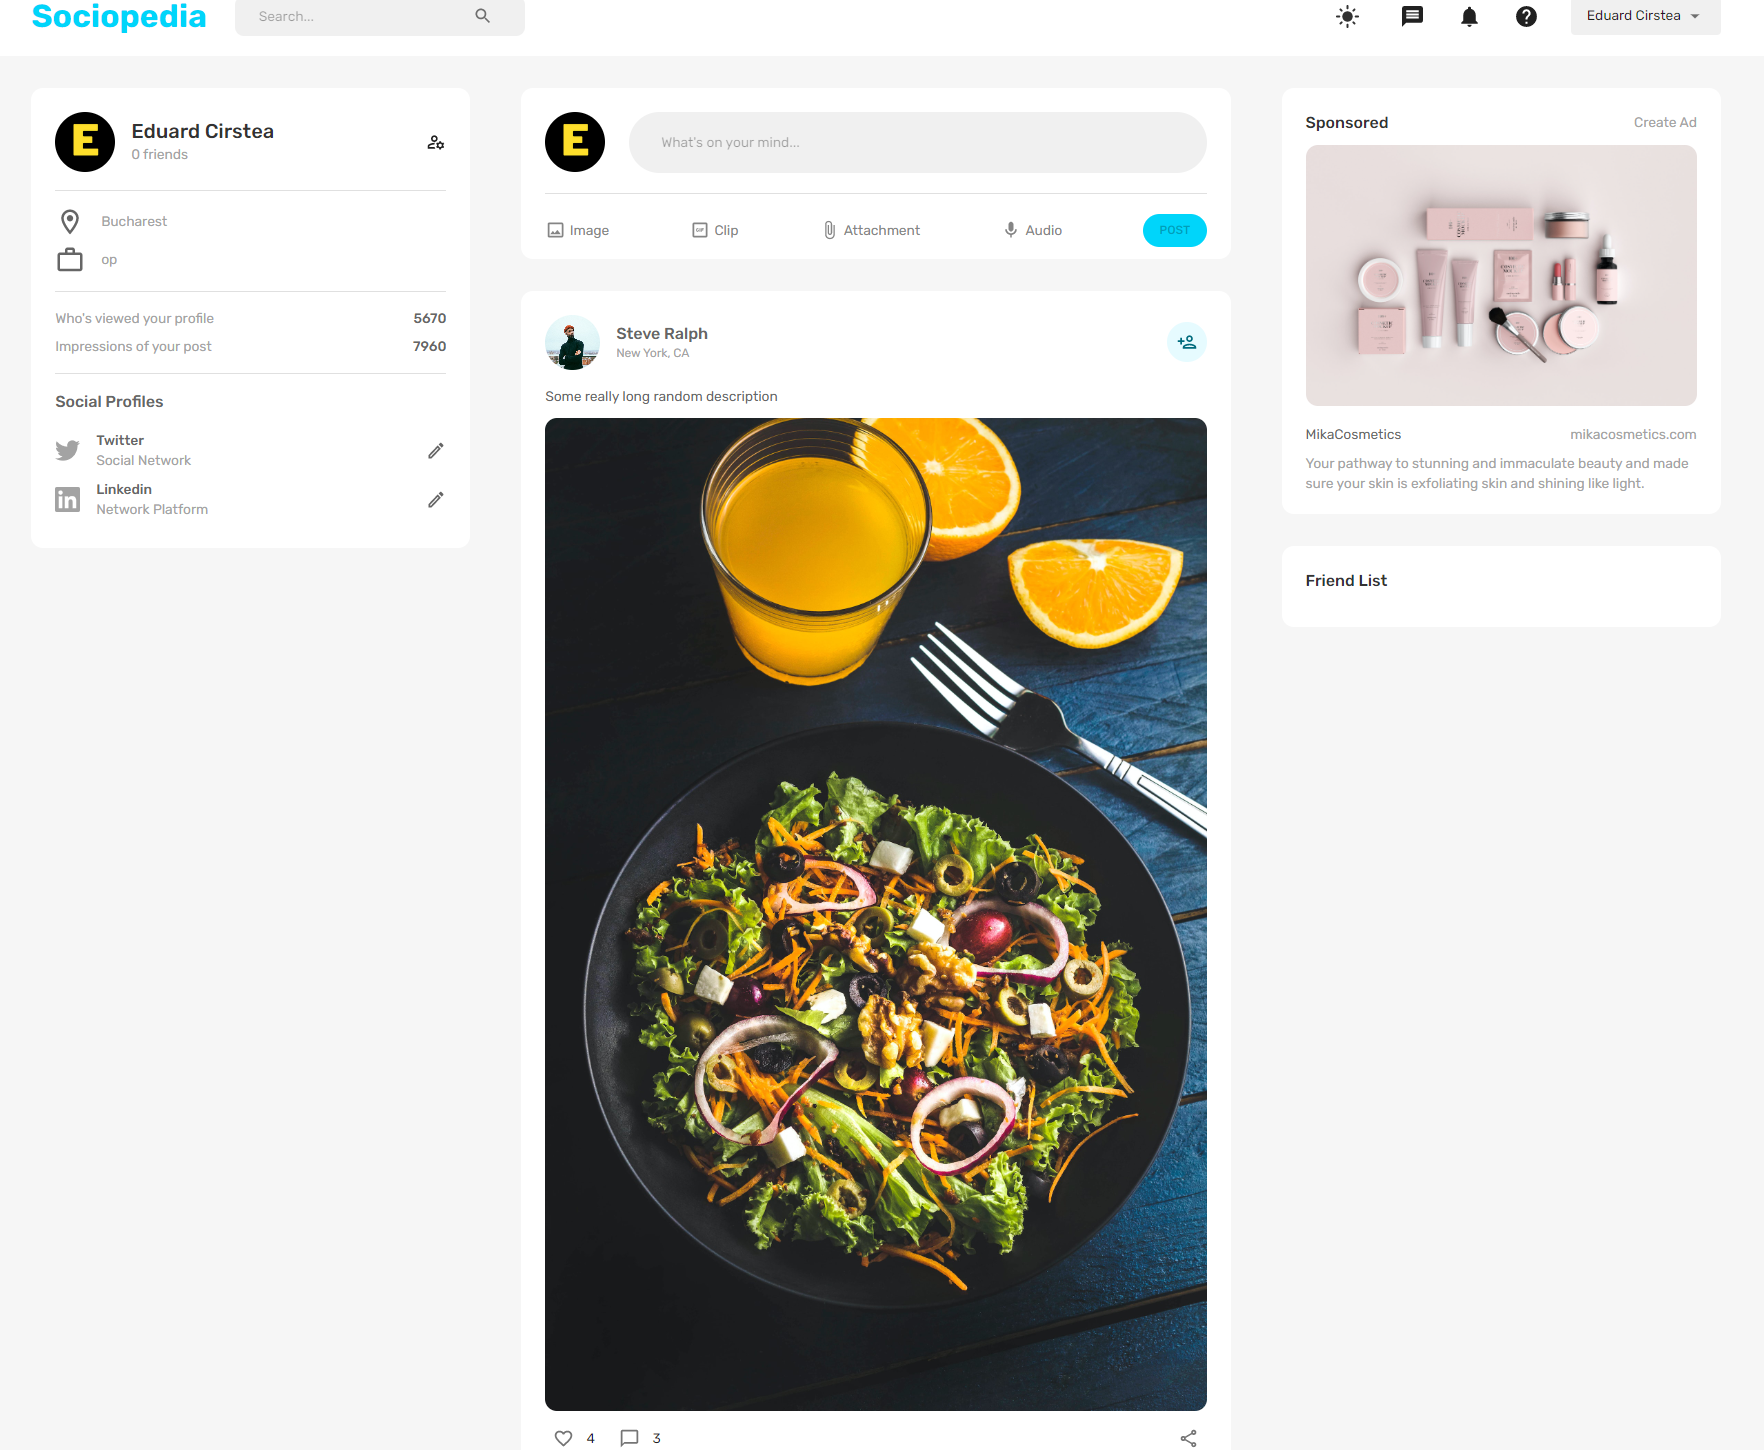 Sociopedia
Search...
Eduard Cirstea
E
Eduard Cirstea
0 friends
Bucharest
op
Who's viewed your profile 5670
Impressions of your post 7960
Social Profiles
Twitter
Social Network
in
Linkedin
Network Platform
E
What's on your mind...
Image
GIF
Clip
Attachment
Audio
POST
Steve Ralph
New York, CA
Some really long random description
4
3
Sponsored Create Ad
MikaCosmetics mikacosmetics.com
Your pathway to stunning and immaculate beauty and made
sure your skin is exfoliating skin and shining like light.
Friend List